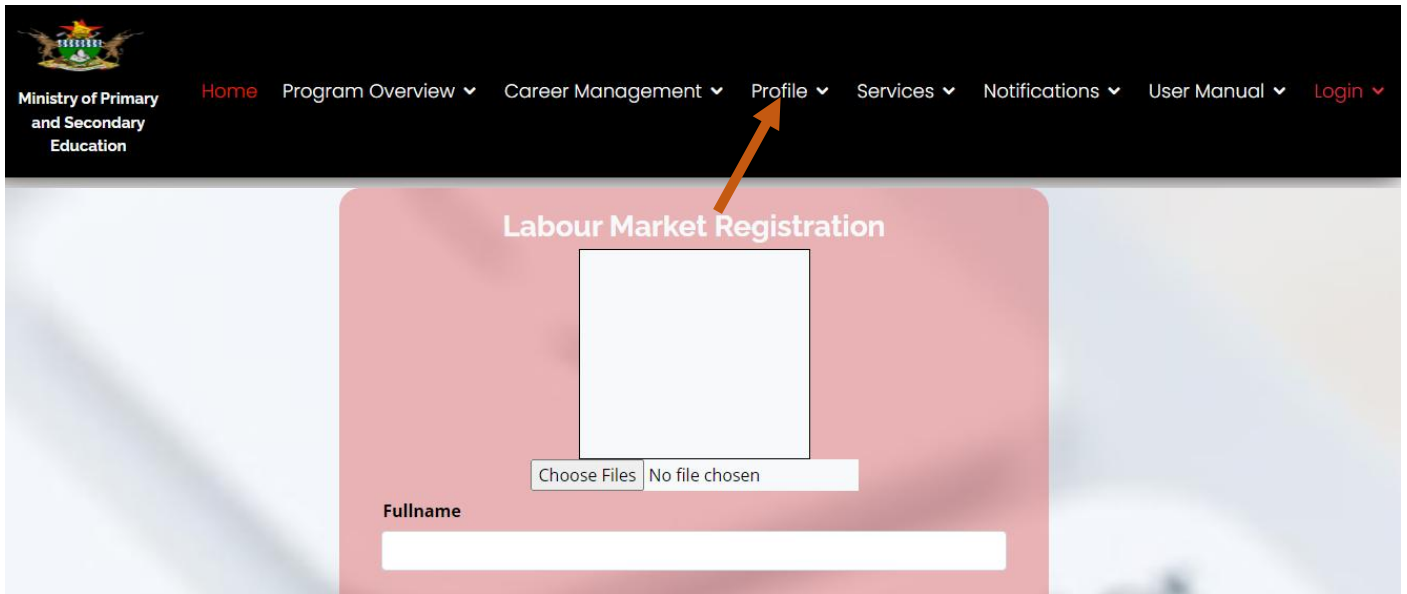 Ministry of Primary
and Secondary
Education
Home Program Overview Career Management Profile Services Notifications User Manual Login
Labour Market Registration
Choose Files No file chosen
Fullname